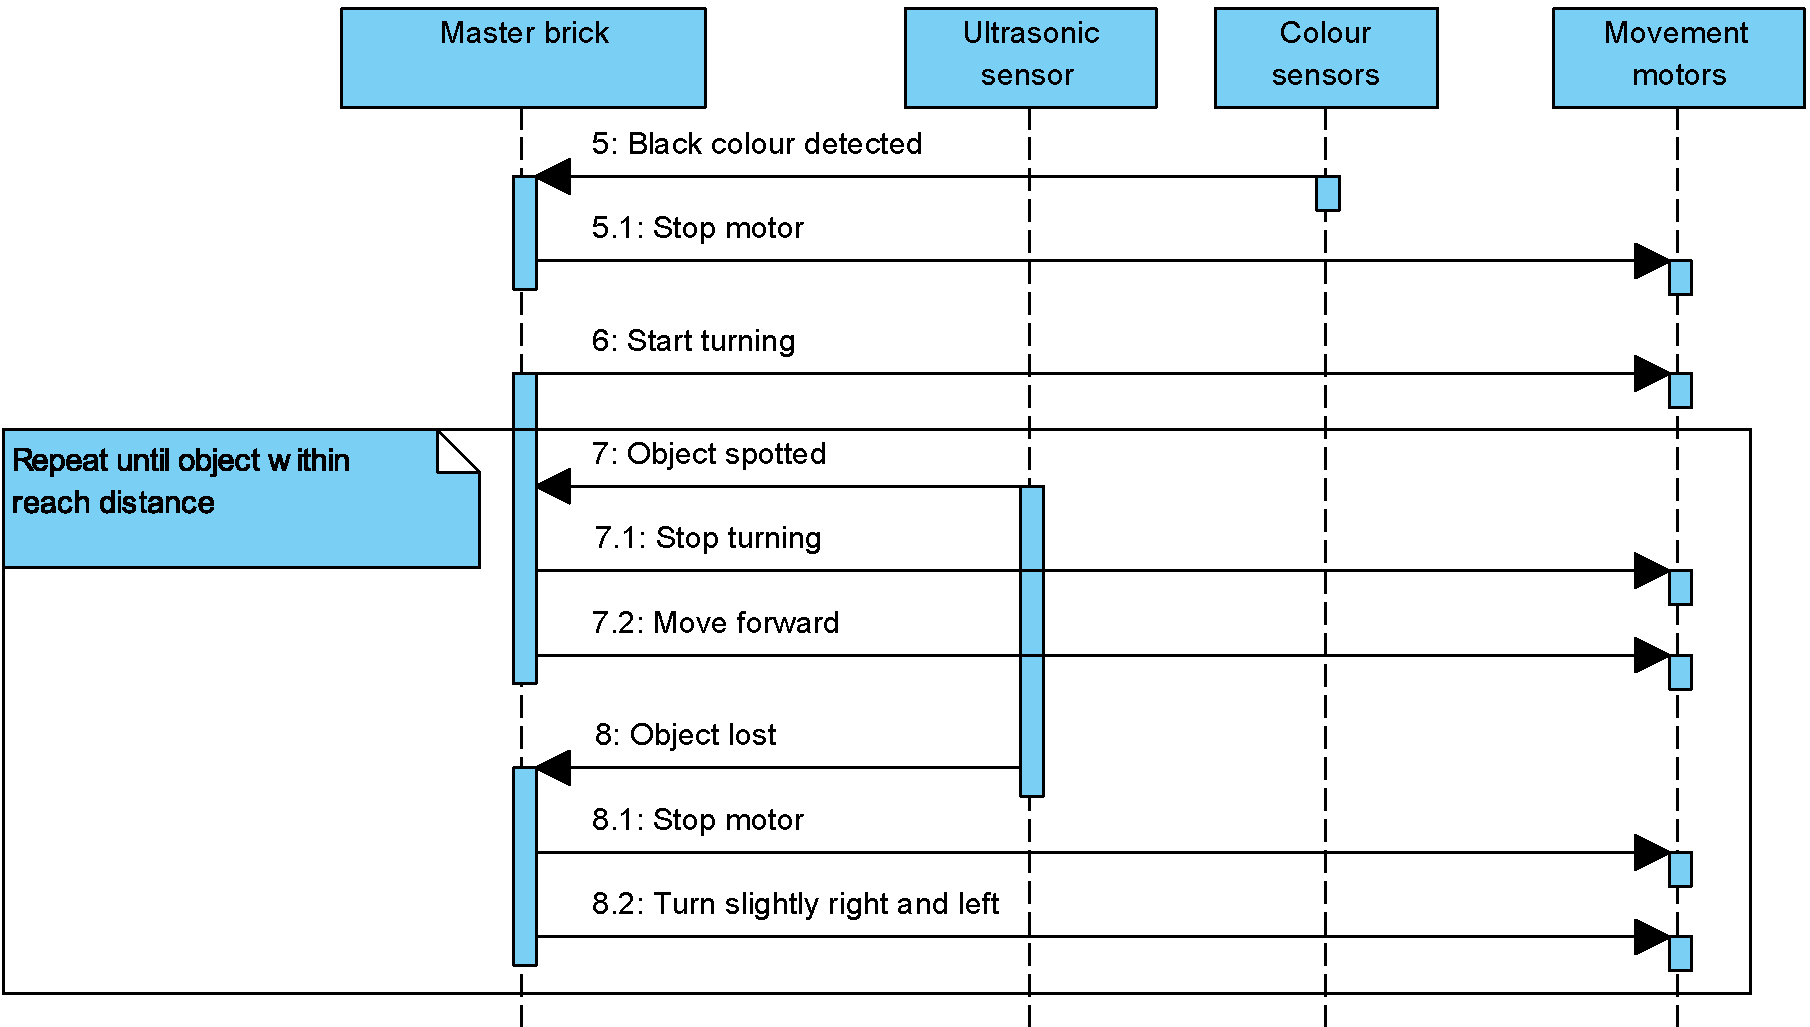 Master brick
Ultrasonic
sensor
Colour
sensors
Movement
motors
5: Black colour detected
5.1: Stop motor
6: Start turning
Repeat until object within
reach distance
7: Object spotted
7.1: Stop turning
7.2: Move forward
8: Object lost
8.1: Stop motor
8.2: Turn slightly right and left